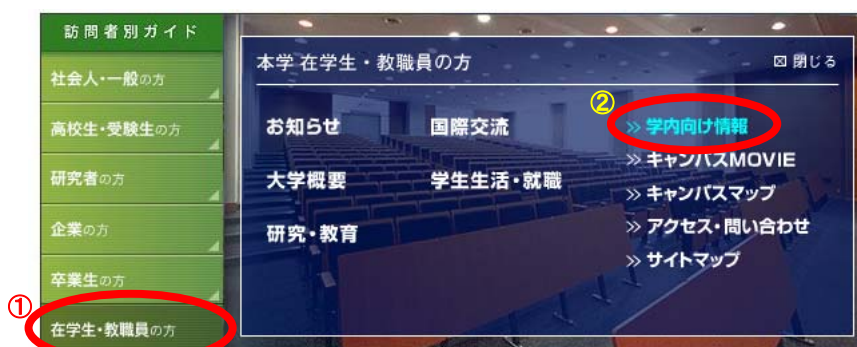 訪問者別ガイド
社会人・一般の方
高校生・受験生の方
研究者の方
企業の方
卒業生の方
①
在学生・教職員の方
本学 在学生・教職員の方
閉じる
お知らせ
国際交流
大学概要
学生生活・就職
研究・教育
②
» 学内向け情報
» キャンパスMOVIE
» キャンパスマップ
» アクセス・問い合わせ
» サイトマップ